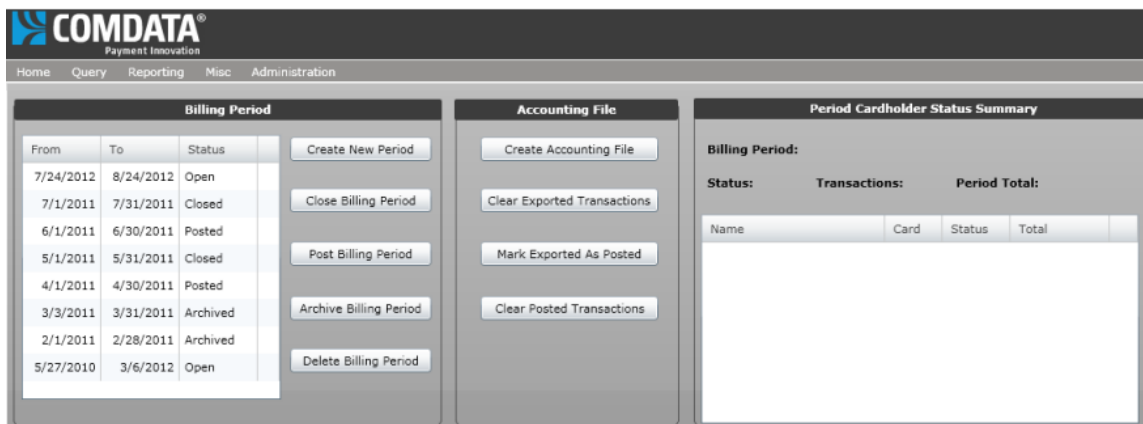 COMDATA®
Payment Innovation
Home Query Reporting Misc Administration
Billing Period
From To Status
7/24/2012 8/24/2012 Open
7/1/2011 7/31/2011 Closed
6/1/2011 6/30/2011 Posted
5/1/2011 5/31/2011 Closed
4/1/2011 4/30/2011 Posted
3/3/2011 3/31/2011 Archived
2/1/2011 2/28/2011 Archived
5/27/2010 3/6/2012 Open
Create New Period
Close Billing Period
Post Billing Period
Archive Billing Period
Delete Billing Period
Accounting File
Create Accounting File
Clear Exported Transactions
Mark Exported As Posted
Clear Posted Transactions
Period Cardholder Status Summary
Billing Period:
Status: Transactions: Period Total:
Name Card Status Total